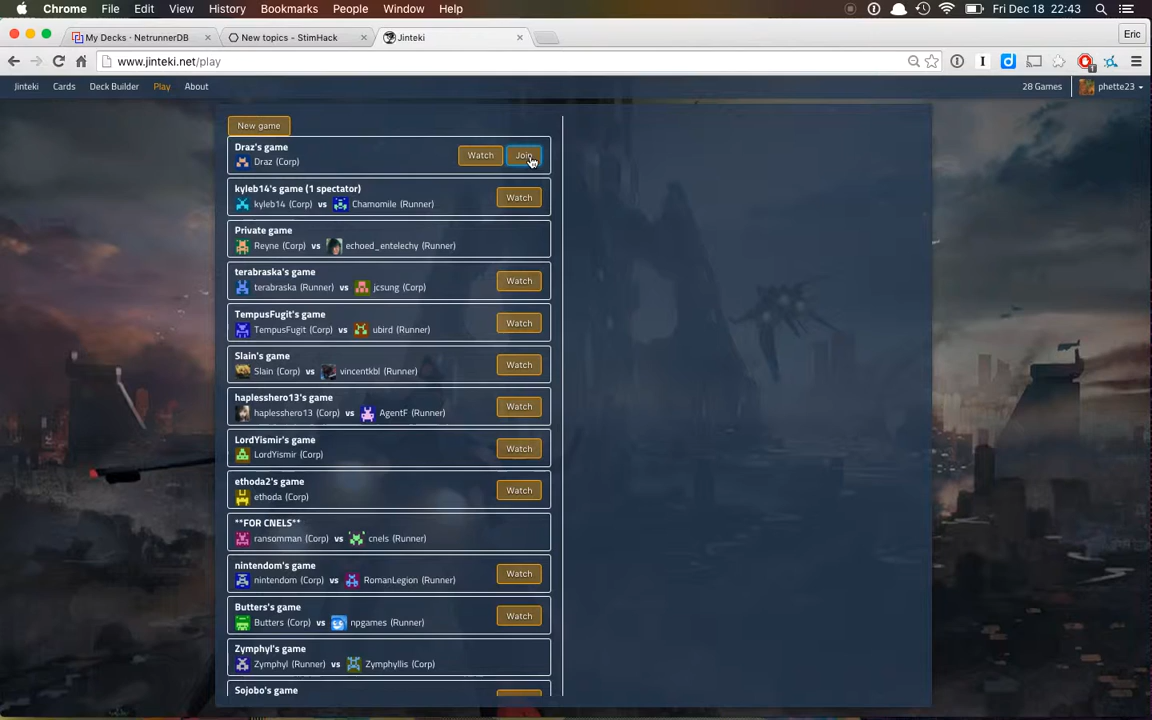 Chrome File Edit View History Bookmarks People Window Help Fri Dec 18 22:43
My Decks - NetrunnerDB New topics - StimHack Jinteki Eric
www.jinteki.net/play
Jinteki Cards Deck Builder Play About 28 Games phette23
New game
Draz's game
Draz (Corp) Watch Join
kyleb14's game (1 spectator)
kyleb14 (Corp) vs Chamomile (Runner) Watch
Private game
Reyne (Corp) vs echoed_entelechy (Runner)
terabraska's game
terabraska (Runner) vs jcsung (Corp) Watch
TempusFugit's game
TempusFugit (Corp) vs ubird (Runner) Watch
Slain's game
Slain (Corp) vs vincentkbl (Runner) Watch
haplesshero13's game
haplesshero13 (Corp) vs AgentF (Runner) Watch
LordYismir's game
LordYismir (Corp) Watch
ethoda2's game
ethoda (Corp) Watch
**FOR CNELS**
ransomman (Corp) vs cnels (Runner)
nintendom's game
nintendom (Corp) vs RomanLegion (Runner) Watch
Butters's game
Butters (Corp) vs npgames (Runner) Watch
Zymphyl's game
Zymphyl (Runner) vs Zymphyllis (Corp)
Sojobo's game